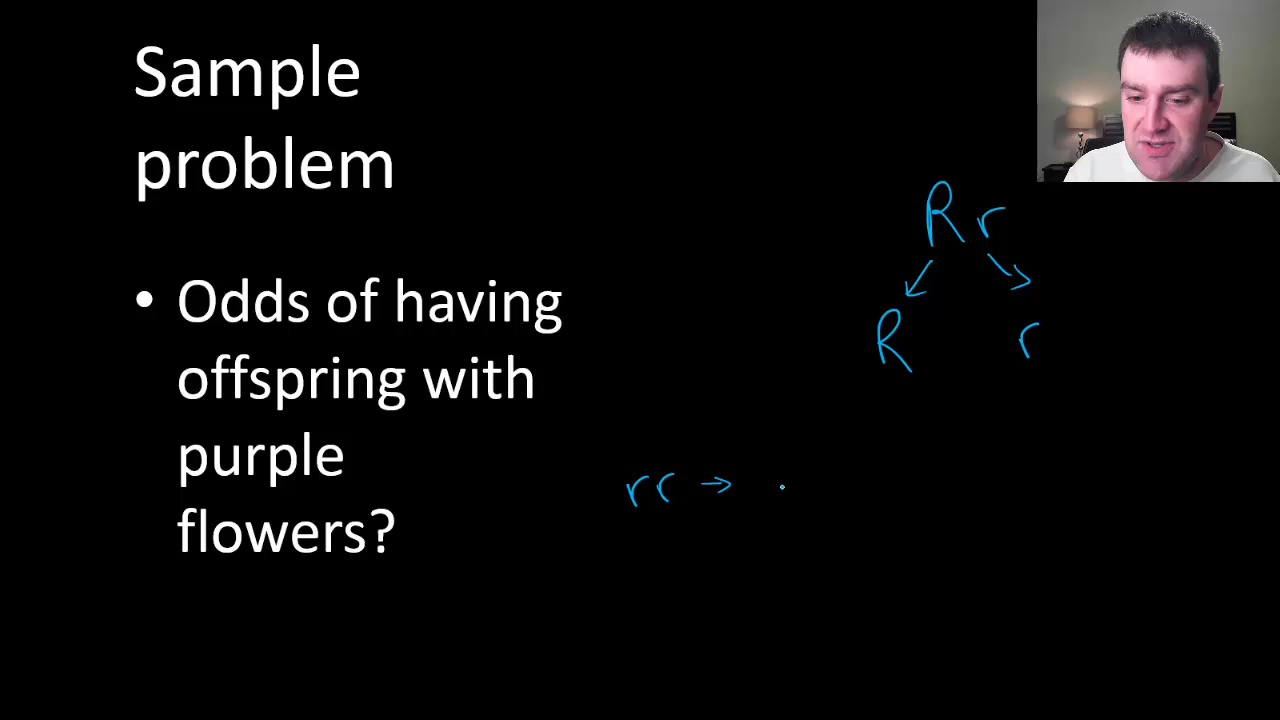 Sample
problem
• Odds of having
offspring with
purple
flowers?
Rr
R r
rr →